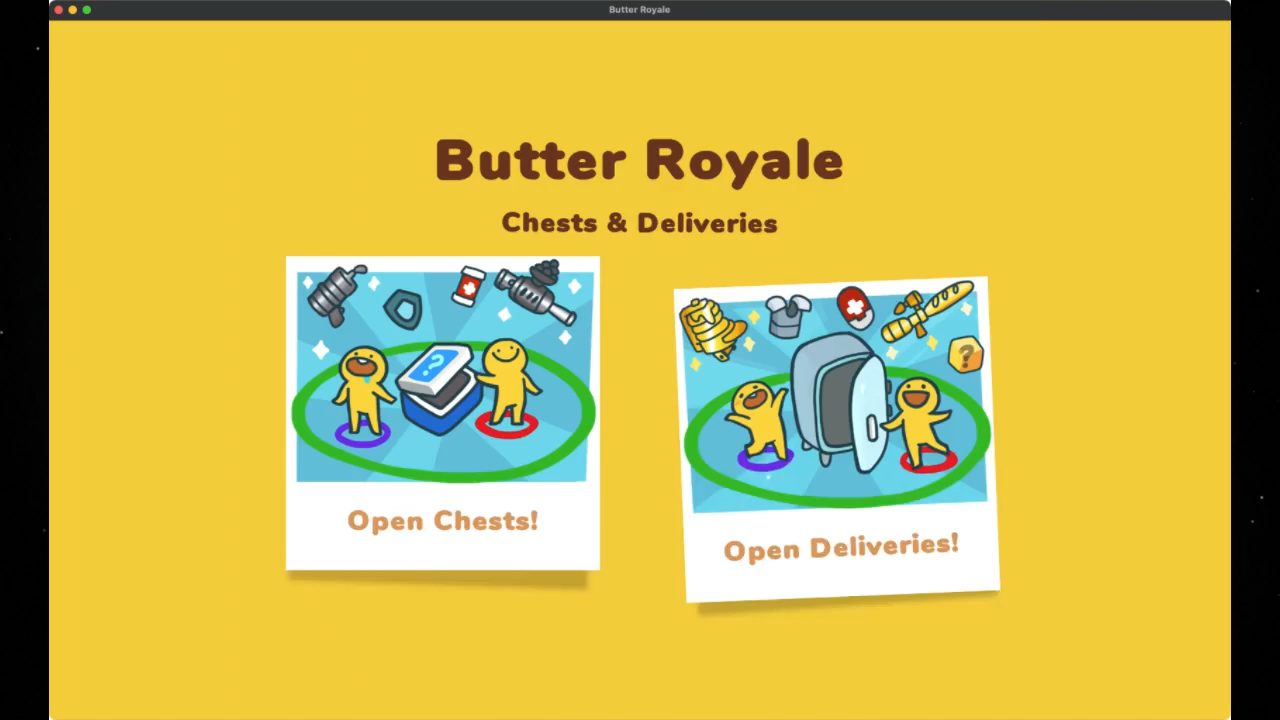 Butter Royale
Butter Royale
Chests & Deliveries
?
?
Open Chests!
Open Deliveries!